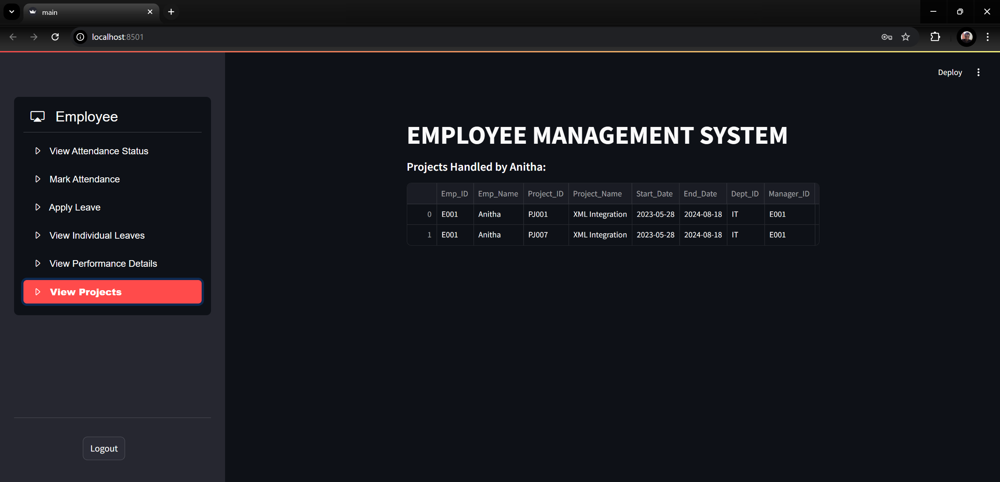 main
localhost:8501
Deploy
Employee
View Attendance Status
Mark Attendance
Apply Leave
View Individual Leaves
View Performance Details
View Projects
Logout
EMPLOYEE MANAGEMENT SYSTEM
Projects Handled by Anitha:
Emp_ID Emp_Name Project_ID Project_Name Start_Date End_Date Dept_ID Manager_ID
0 E001 Anitha PJ001 XML Integration 2023-05-28 2024-08-18 IT E001
1 E001 Anitha PJ007 XML Integration 2023-05-28 2024-08-18 IT E001